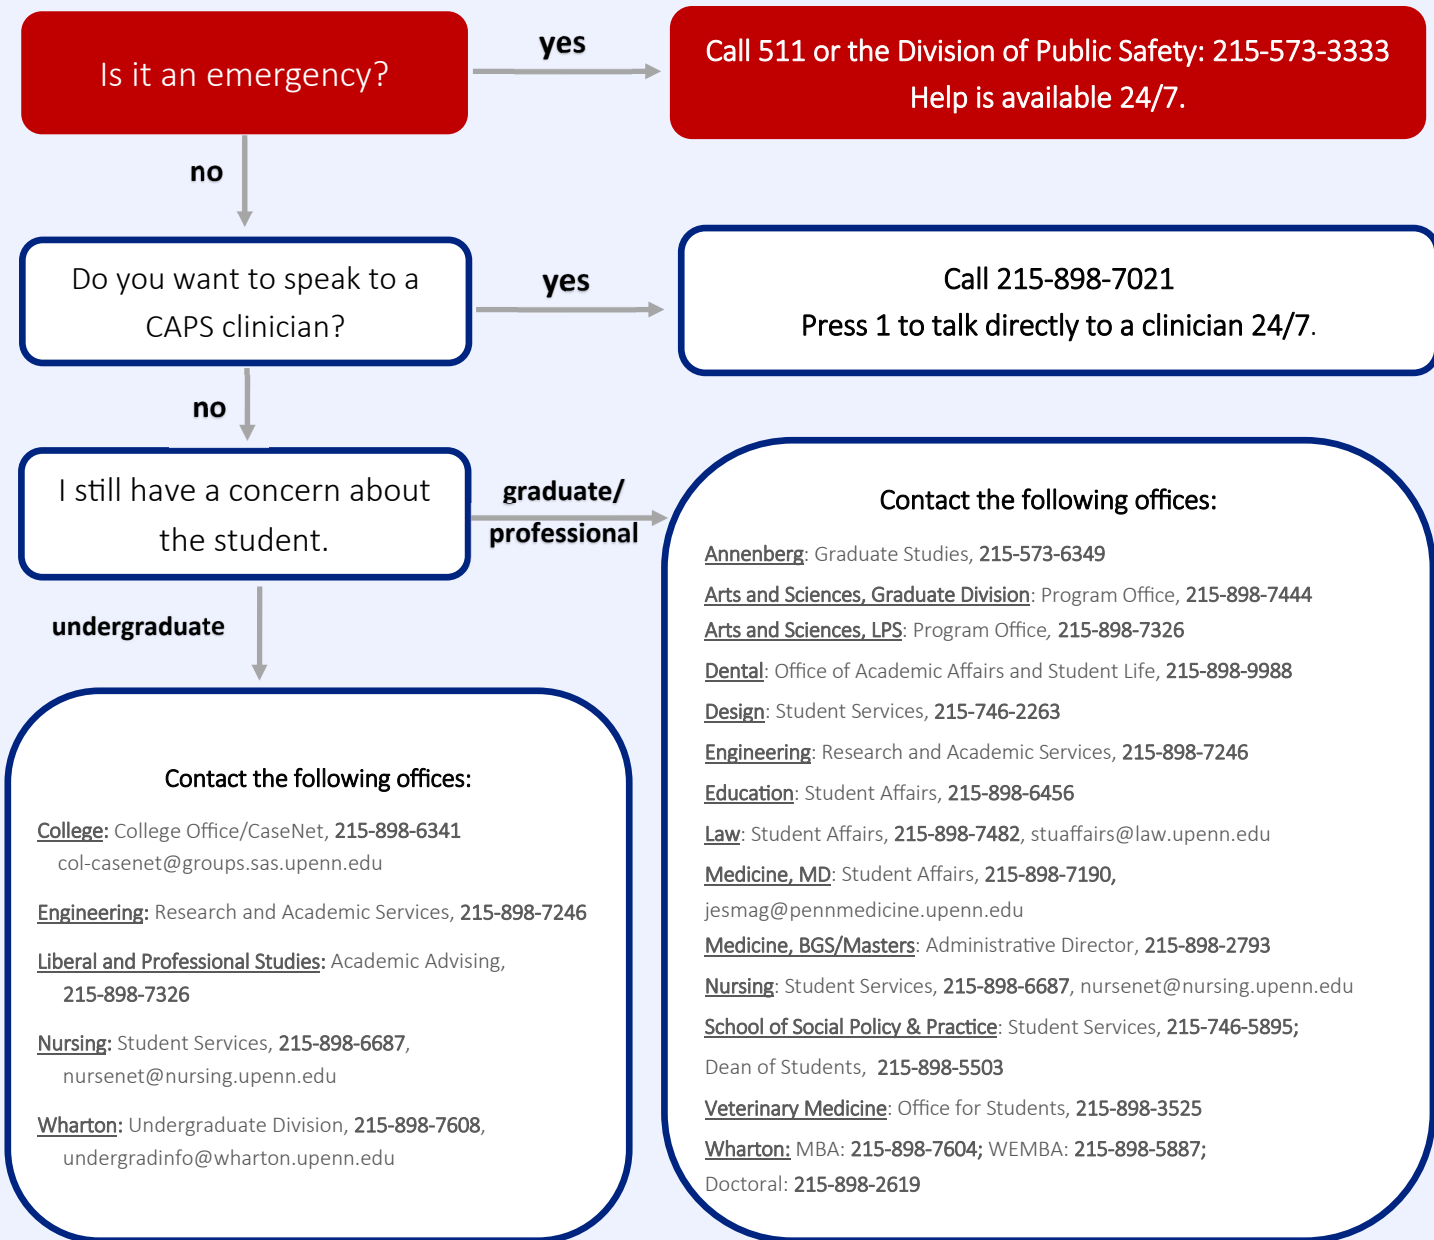 Is it an emergency?
yes
Call 511 or the Division of Public Safety: 215-573-3333
Help is available 24/7.
no
Do you want to speak to a
CAPS clinician?
yes
Call 215-898-7021
Press 1 to talk directly to a clinician 24/7.
no
I still have a concern about
the student.
graduate/
professional
undergraduate
Contact the following offices:
College: College Office/CaseNet, 215-898-6341
col-casenet@groups.sas.upenn.edu
Engineering: Research and Academic Services, 215-898-7246
Liberal and Professional Studies: Academic Advising,
215-898-7326
Nursing: Student Services, 215-898-6687,
nursenet@nursing.upenn.edu
Wharton: Undergraduate Division, 215-898-7608,
undergradinfo@wharton.upenn.edu
Contact the following offices:
Annenberg: Graduate Studies, 215-573-6349
Arts and Sciences, Graduate Division: Program Office, 215-898-7444
Arts and Sciences, LPS: Program Office, 215-898-7326
Dental: Office of Academic Affairs and Student Life, 215-898-9988
Design: Student Services, 215-746-2263
Engineering: Research and Academic Services, 215-898-7246
Education: Student Affairs, 215-898-6456
Law: Student Affairs, 215-898-7482, stuaffairs@law.upenn.edu
Medicine, MD: Student Affairs, 215-898-7190,
jesmag@pennmedicine.upenn.edu
Medicine, BGS/Masters: Administrative Director, 215-898-2793
Nursing: Student Services, 215-898-6687, nursenet@nursing.upenn.edu
School of Social Policy & Practice: Student Services, 215-746-5895;
Dean of Students, 215-898-5503
Veterinary Medicine: Office for Students, 215-898-3525
Wharton: MBA: 215-898-7604; WEMBA: 215-898-5887;
Doctoral: 215-898-2619